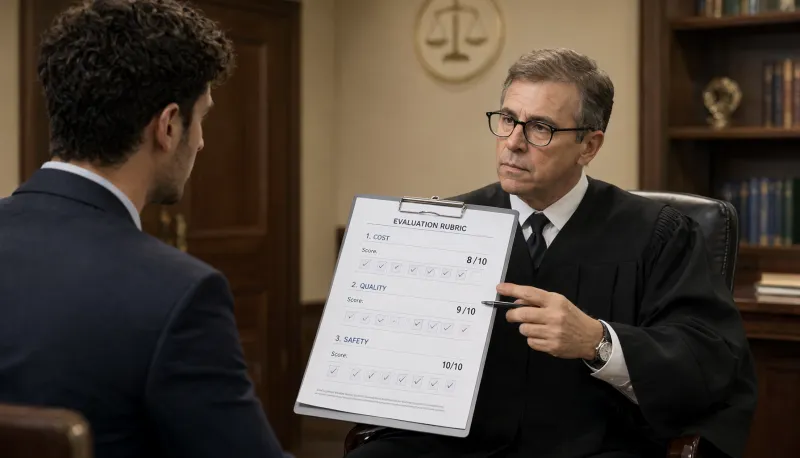 EVALUATION RUBRIC
1. COST
Score: 8/10
2. QUALITY
Score: 9/10
3. SAFETY
Score: 10/10